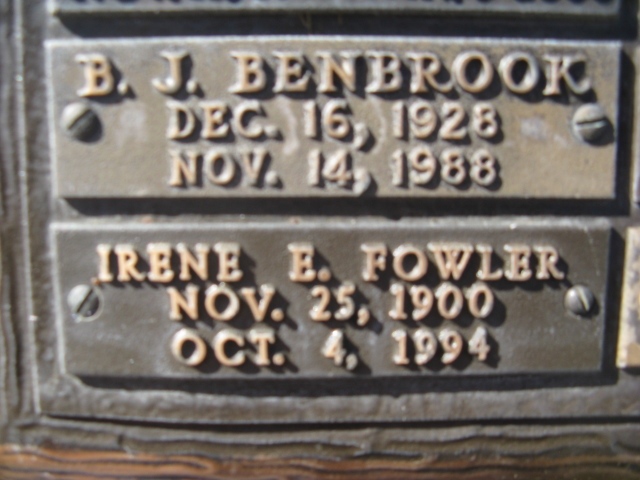 B. J. BENBROOK
DEC. 16, 1928
NOV. 14, 1988
IRENE E. FOWLER
NOV. 25, 1900
OCT. 4, 1994